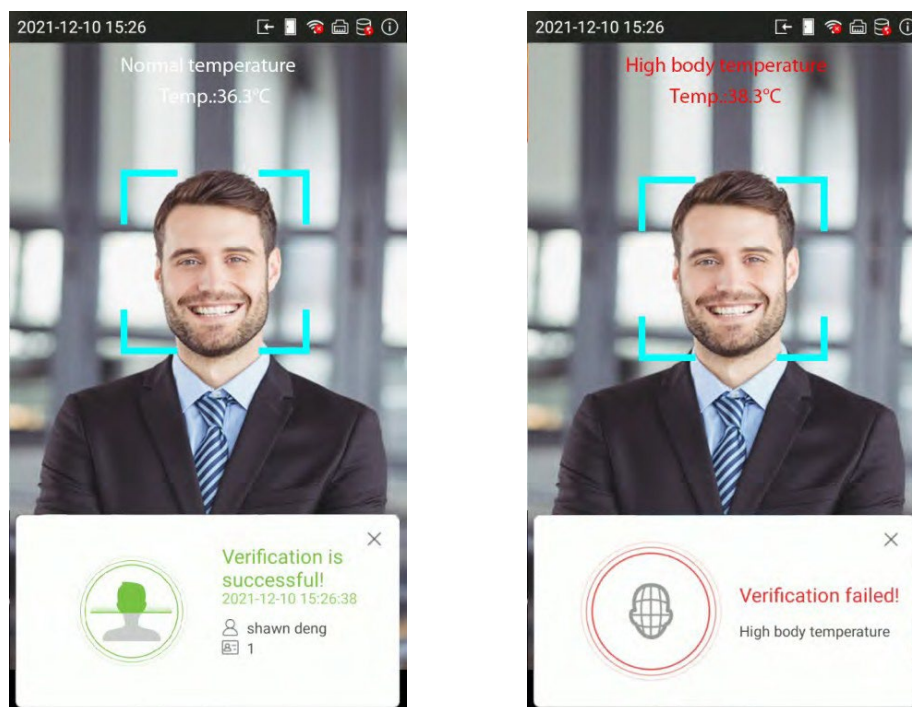 2021-12-10 15:26
Normal temperature
Temp.:36.3°C
Verification is
successful!
2021-12-10 15:26:38
shawn deng
1
2021-12-10 15:26
High body temperature
Temp.:38.3°C
Verification failed!
High body temperature